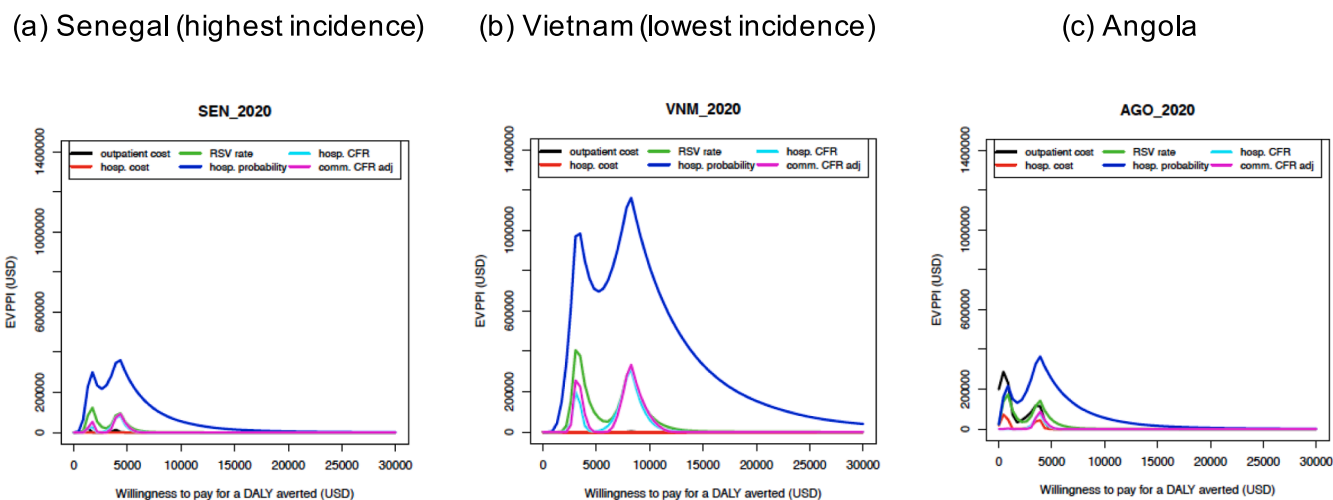 (a) Senegal (highest incidence)
(b) Vietnam (lowest incidence)
(c) Angola
SEN_2020
EVPPI (USD)
1400000
1000000
600000
200000
0
outpatient cost RSV rate hosp. CFR
hosp. cost hosp. probability comm. CFR adj
0 5000 10000 15000 20000 25000 30000
Willingness to pay for a DALY averted (USD)
VNM_2020
EVPPI (USD)
1400000
1000000
600000
200000
0
outpatient cost RSV rate hosp. CFR
hosp. cost hosp. probability comm. CFR adj
0 5000 10000 15000 20000 25000 30000
Willingness to pay for a DALY averted (USD)
AGO_2020
EVPPI (USD)
1400000
1000000
600000
200000
0
outpatient cost RSV rate hosp. CFR
hosp. cost hosp. probability comm. CFR adj
0 5000 10000 15000 20000 25000 30000
Willingness to pay for a DALY averted (USD)